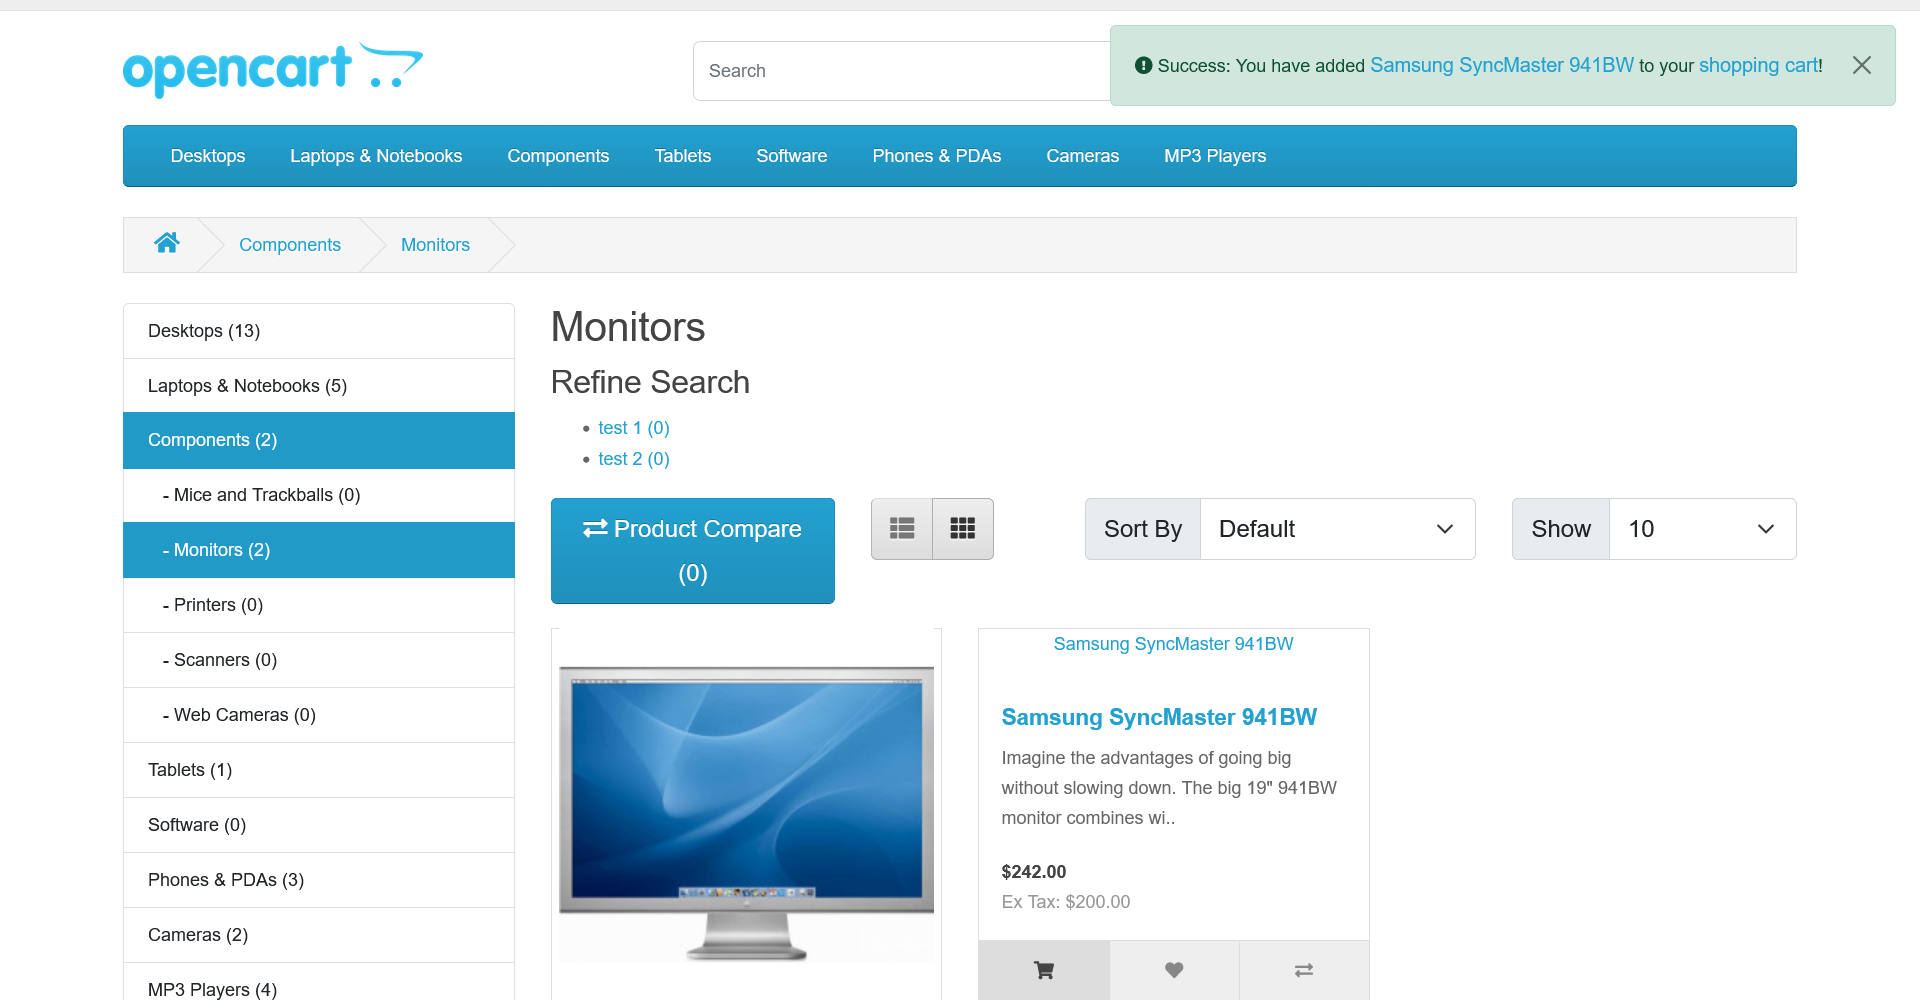 opencart
Search
Success: You have added Samsung SyncMaster 941BW to your shopping cart!
Desktops
Laptops & Notebooks
Components
Tablets
Software
Phones & PDAs
Cameras
MP3 Players
Components
Monitors
Desktops (13)
Laptops & Notebooks (5)
Components (2)
- Mice and Trackballs (0)
- Monitors (2)
- Printers (0)
- Scanners (0)
- Web Cameras (0)
Tablets (1)
Software (0)
Phones & PDAs (3)
Cameras (2)
MP3 Players (4)
Monitors
Refine Search
test 1 (0)
test 2 (0)
Product Compare
(0)
Sort By
Default
Show
10
Samsung SyncMaster 941BW
Samsung SyncMaster 941BW
Imagine the advantages of going big
without slowing down. The big 19" 941BW
monitor combines wi..
$242.00
Ex Tax: $200.00